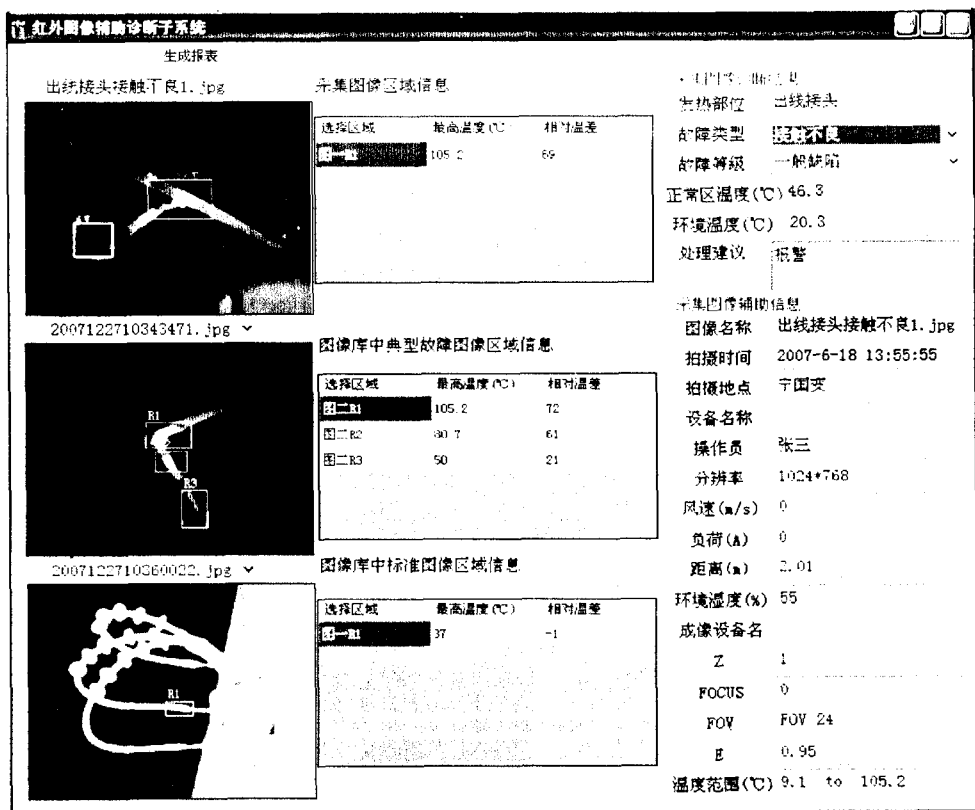 红外图像辅助诊断子系统
生成报表
出线接头接触不良1.jpg
采集图像区域信息
选择区域 最高温度(℃) 相对温差
105.2 69
2007122710343471.jpg
图像库中典型故障图像区域信息
选择区域 最高温度(℃) 相对温差
图二R1 105.2 72
图二R2 80.7 61
图二R3 50 21
R1
R3
2007122710360022.jpg
图像库中标准图像区域信息
选择区域 最高温度(℃) 相对温差
图一R1 37 -1
R1
发热部位 出线接头
故障类型 接触不良
故障等级 一般缺陷
正常区温度(℃) 46.3
环境温度(℃) 20.3
处理建议 报警
采集图像辅助信息
图像名称 出线接头接触不良1.jpg
拍摄时间 2007-6-18 13:55:55
拍摄地点 宁国变
设备名称
操作员 张三
分辨率 1024*768
风速(m/s) 0
负荷(A) 0
距离(m) 2.01
环境湿度(%) 55
成像设备名
Z 1
FOCUS 0
FOV FOV 24
E 0.95
温度范围(℃) 9.1 to 105.2